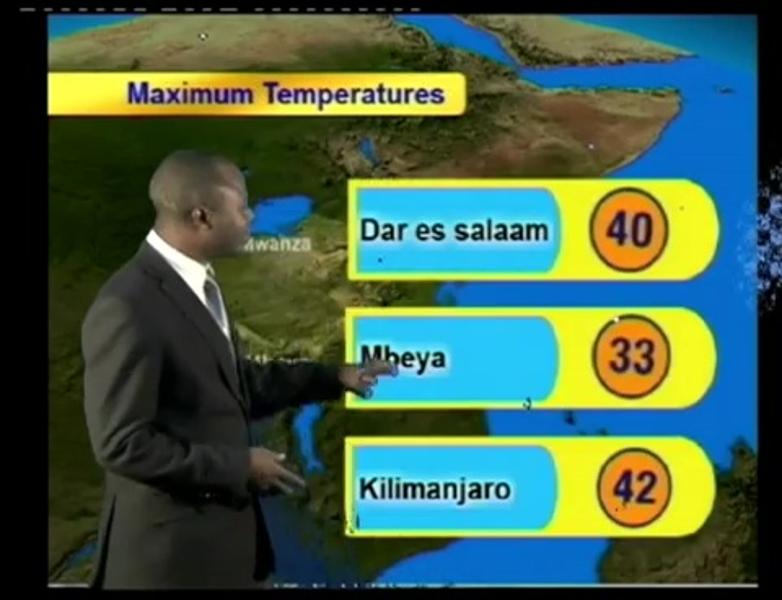 Maximum Temperatures
Mwanza
Dar es salaam 40
Mbeya 33
Kilimanjaro 42